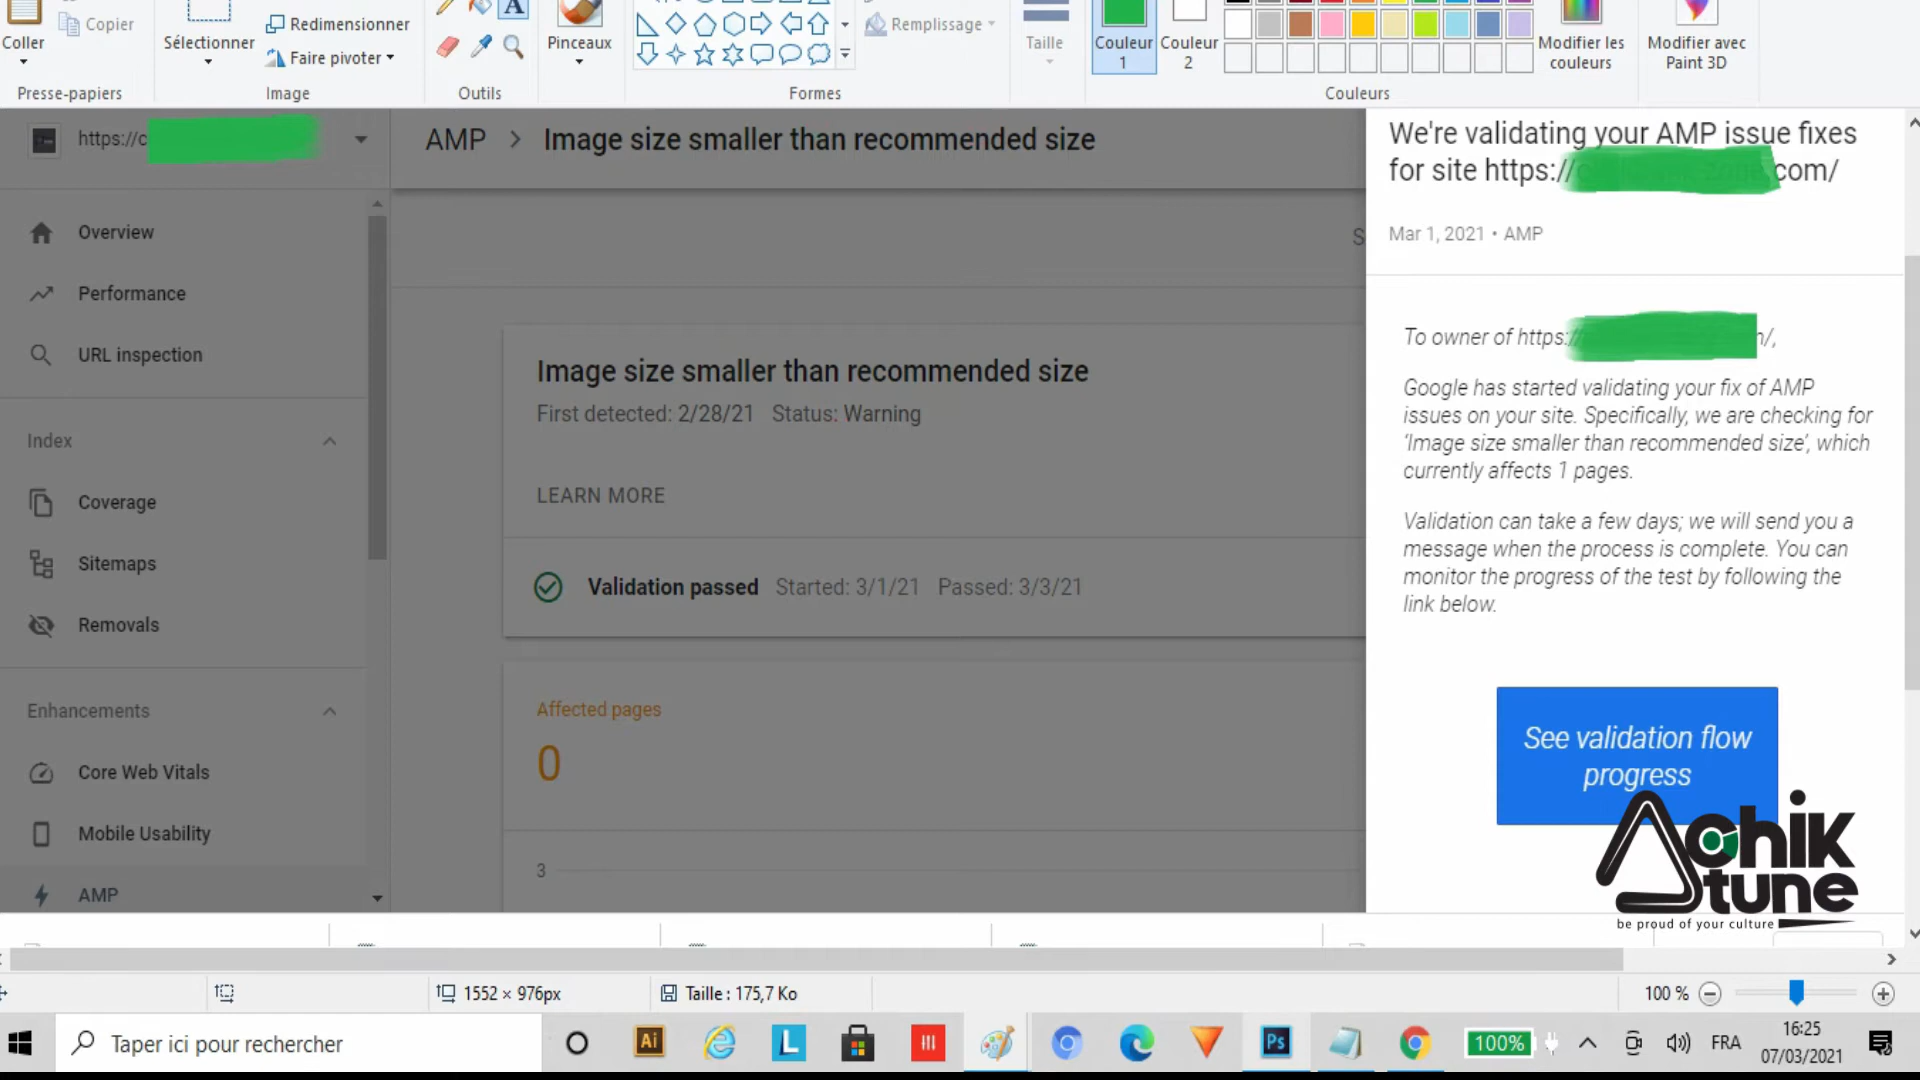 Coller
Copier
Presse-papiers
Sélectionner
Redimensionner
Faire pivoter
Image
A
Outils
Pinceaux
Formes
Remplissage
Taille
Couleur
1
Couleur
2
Couleurs
Modifier les
couleurs
Modifier avec
Paint 3D
https://c
AMP > Image size smaller than recommended size
Overview
Performance
URL inspection
Index
Coverage
Sitemaps
Removals
Enhancements
Core Web Vitals
Mobile Usability
AMP
S
Image size smaller than recommended size
First detected: 2/28/21 Status: Warning
LEARN MORE
Validation passed Started: 3/1/21 Passed: 3/3/21
Affected pages
0
3
We're validating your AMP issue fixes
for site https:// com/
Mar 1, 2021 • AMP
To owner of https:/ /,
Google has started validating your fix of AMP
issues on your site. Specifically, we are checking for
‘Image size smaller than recommended size’, which
currently affects 1 pages.
Validation can take a few days; we will send you a
message when the process is complete. You can
monitor the progress of the test by following the
link below.
See validation flow
progress
Achik
tune
be proud of your culture
1552 × 976px
Taille : 175,7 Ko
100 %
Taper ici pour rechercher
Ai
L
Ps
100%
FRA
16:25
07/03/2021